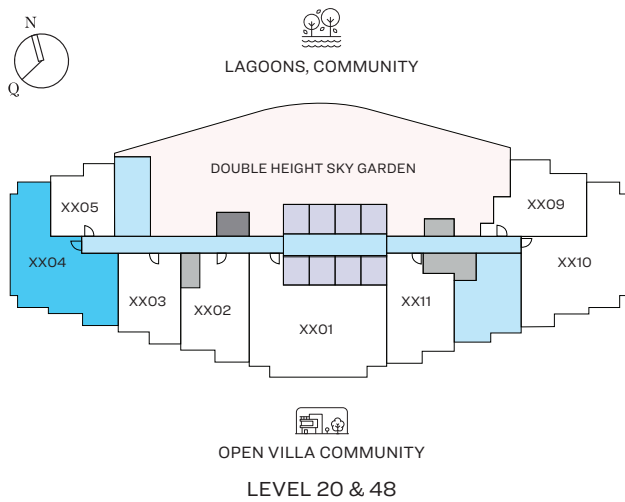 N
Q
LAGOONS, COMMUNITY
DOUBLE HEIGHT SKY GARDEN
XX05
XX09
XX04
XX10
XX03
XX02
XX01
XX11
OPEN VILLA COMMUNITY
LEVEL 20 & 48